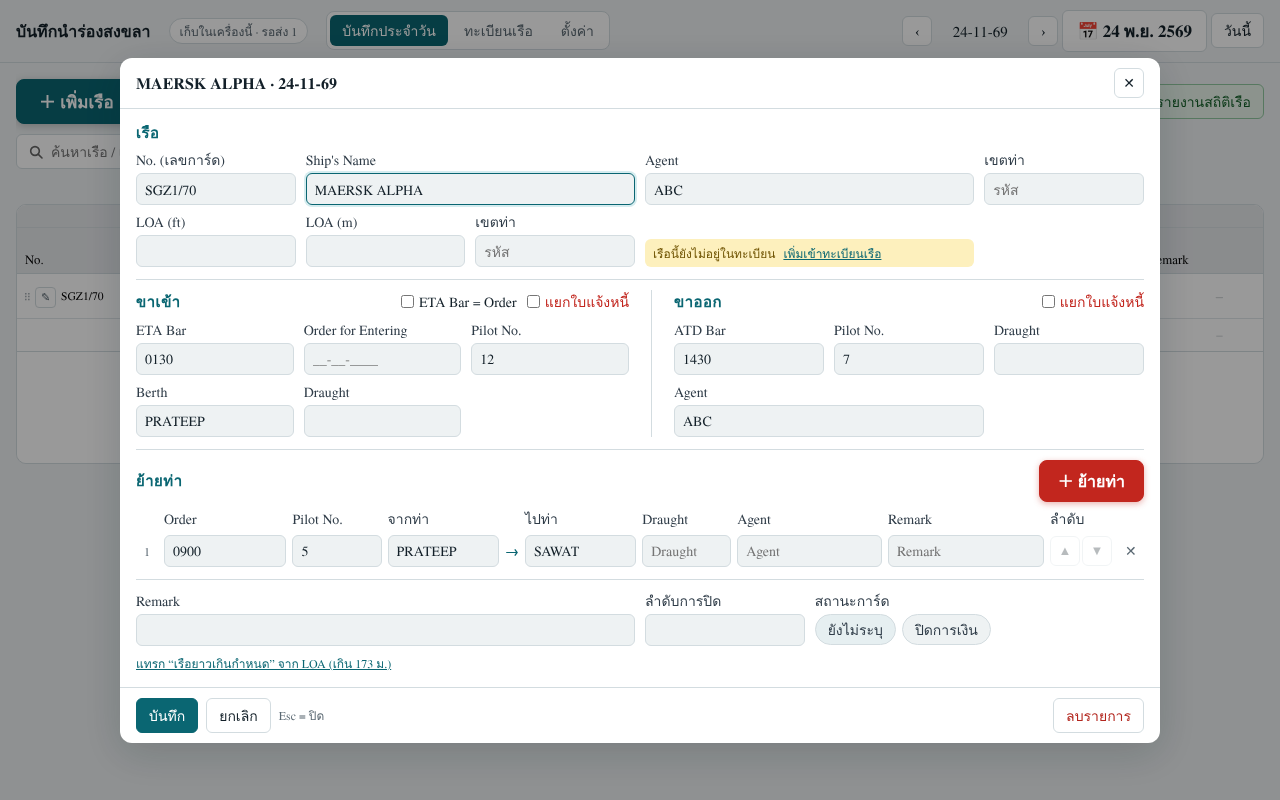 บันทึกนำร่องสงขลา เก็บในเครื่องนี้ · รอส่ง 1 บันทึกประจำวัน ทะเบียนเรือ ตั้งค่า ‹ 24-11-69 › 📅 24 พ.ย. 2569 วันนี้
+ เพิ่มเรือ
รายงานสถิติเรือ
ค้นหาเรือ /
No.
emark
SGZ1/70 –
–
MAERSK ALPHA · 24-11-69 ✕
เรือ
No. (เลขการ์ด) Ship's Name Agent เขตท่า
SGZ1/70 MAERSK ALPHA ABC รหัส
LOA (ft) LOA (m) เขตท่า
รหัส เรือนี้ยังไม่อยู่ในทะเบียน เพิ่มเข้าทะเบียนเรือ
ขาเข้า ETA Bar = Order แยกใบแจ้งหนี้ ขาออก แยกใบแจ้งหนี้
ETA Bar Order for Entering Pilot No. ATD Bar Pilot No. Draught
0130 __-__-____ 12 1430 7
Berth Draught Agent
PRATEEP ABC
ย้ายท่า + ย้ายท่า
Order Pilot No. จากท่า ไปท่า Draught Agent Remark ลำดับ
1 0900 5 PRATEEP → SAWAT Draught Agent Remark ▲ ▼ ✕
Remark ลำดับการปิด สถานะการ์ด
ยังไม่ระบุ ปิดการเงิน
แทรก “เรือยาวเกินกำหนด” จาก LOA (เกิน 173 ม.)
บันทึก ยกเลิก Esc = ปิด ลบรายการ